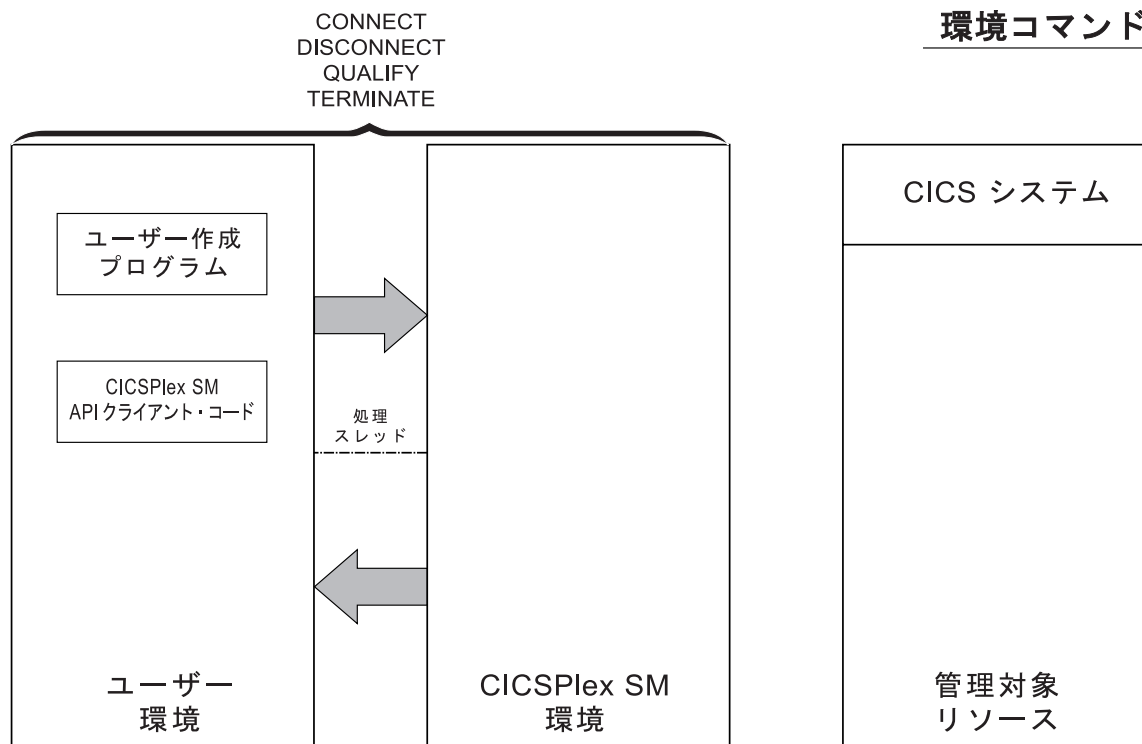 環境コマンド
CONNECT
DISCONNECT
QUALIFY
TERMINATE
ユーザー作成
プログラム
CICSPlex SM
API クライアント・コード
処理
スレッド
ユーザー
環境
CICSPlex SM
環境
CICS システム
管理対象
リソース